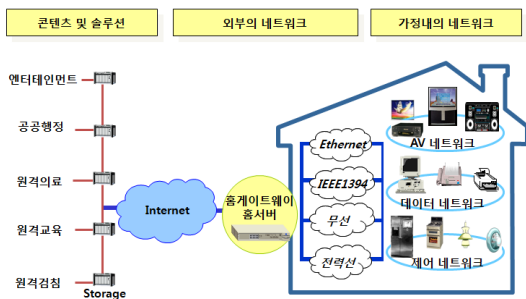 콘텐츠 및 솔루션
외부의 네트워크
가정내의 네트워크
엔터테인먼트
공공행정
원격의료
원격교육
원격검침
Storage
Internet
홈게이트웨이
홈서버
Ethernet
IEEE1394
무선
전력선
AV 네트워크
데이터 네트워크
제어 네트워크